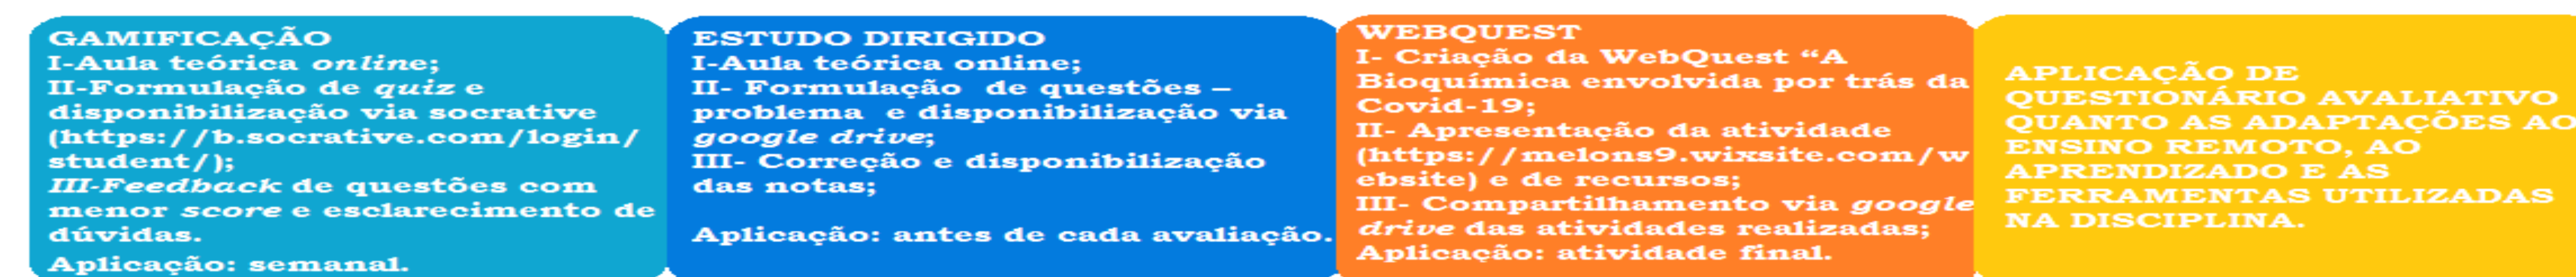 GAMIFICAÇÃO
I-Aula teórica online;
II-Formulação de quiz e
disponibilização via socrative
(https://b.socrative.com/login/
student/);
III-Feedback de questões com
menor score e esclarecimento de
dúvidas.
Aplicação: semanal.
ESTUDO DIRIGIDO
I-Aula teórica online;
II- Formulação de questões –
problema e disponibilização via
google drive;
III- Correção e disponibilização
das notas;
Aplicação: antes de cada avaliação.
WEBQUEST
I- Criação da WebQuest “A
Bioquímica envolvida por trás da
Covid-19;
II- Apresentação da atividade
(https://melons9.wixsite.com/w
ebsite) e de recursos;
III- Compartilhamento via google
drive das atividades realizadas;
Aplicação: atividade final.
APLICAÇÃO DE
QUESTIONÁRIO AVALIATIVO
QUANTO AS ADAPTAÇÕES AO
ENSINO REMOTO, AO
APRENDIZADO E AS
FERRAMENTAS UTILIZADAS
NA DISCIPLINA.